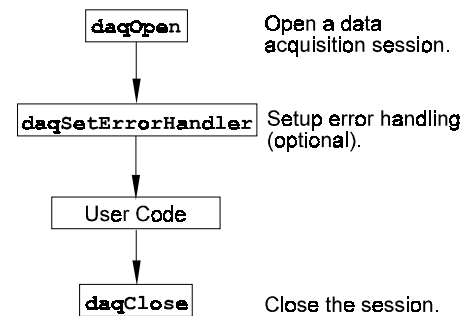 daqOpen
Open a data
acquisition session.
daqSetErrorHandler
Setup error handling
(optional).
User Code
daqClose
Close the session.